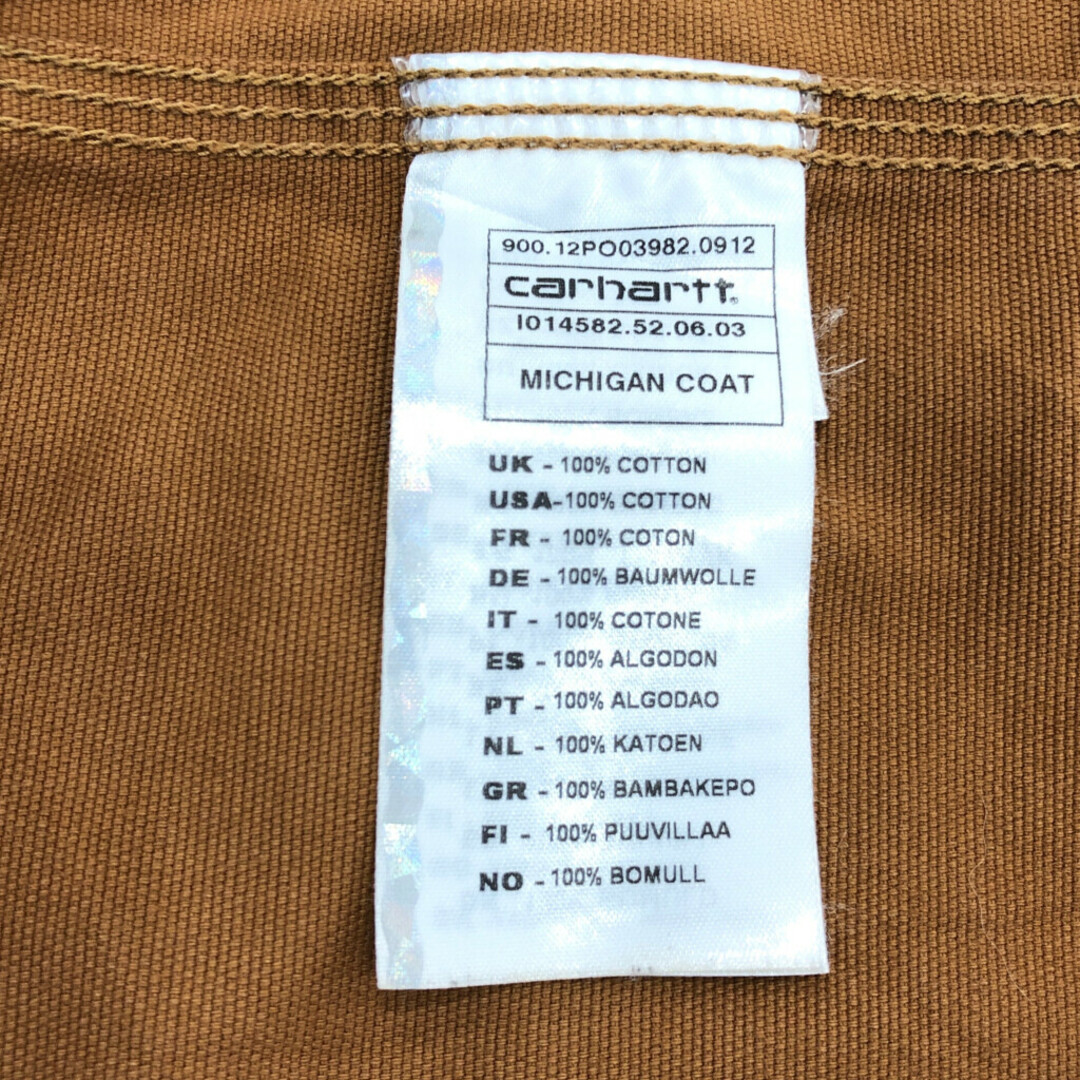 900.12PO03982.0912
carhartt®
I014582.52.06.03
MICHIGAN COAT
UK - 100% COTTON
USA-100% COTTON
FR - 100% COTON
DE - 100% BAUMWOLLE
IT - 100% COTONE
ES - 100% ALGODON
PT - 100% ALGODAO
NL - 100% KATOEN
GR - 100% BAMBAKEPO
FI - 100% PUUVILLAA
NO - 100% BOMULL